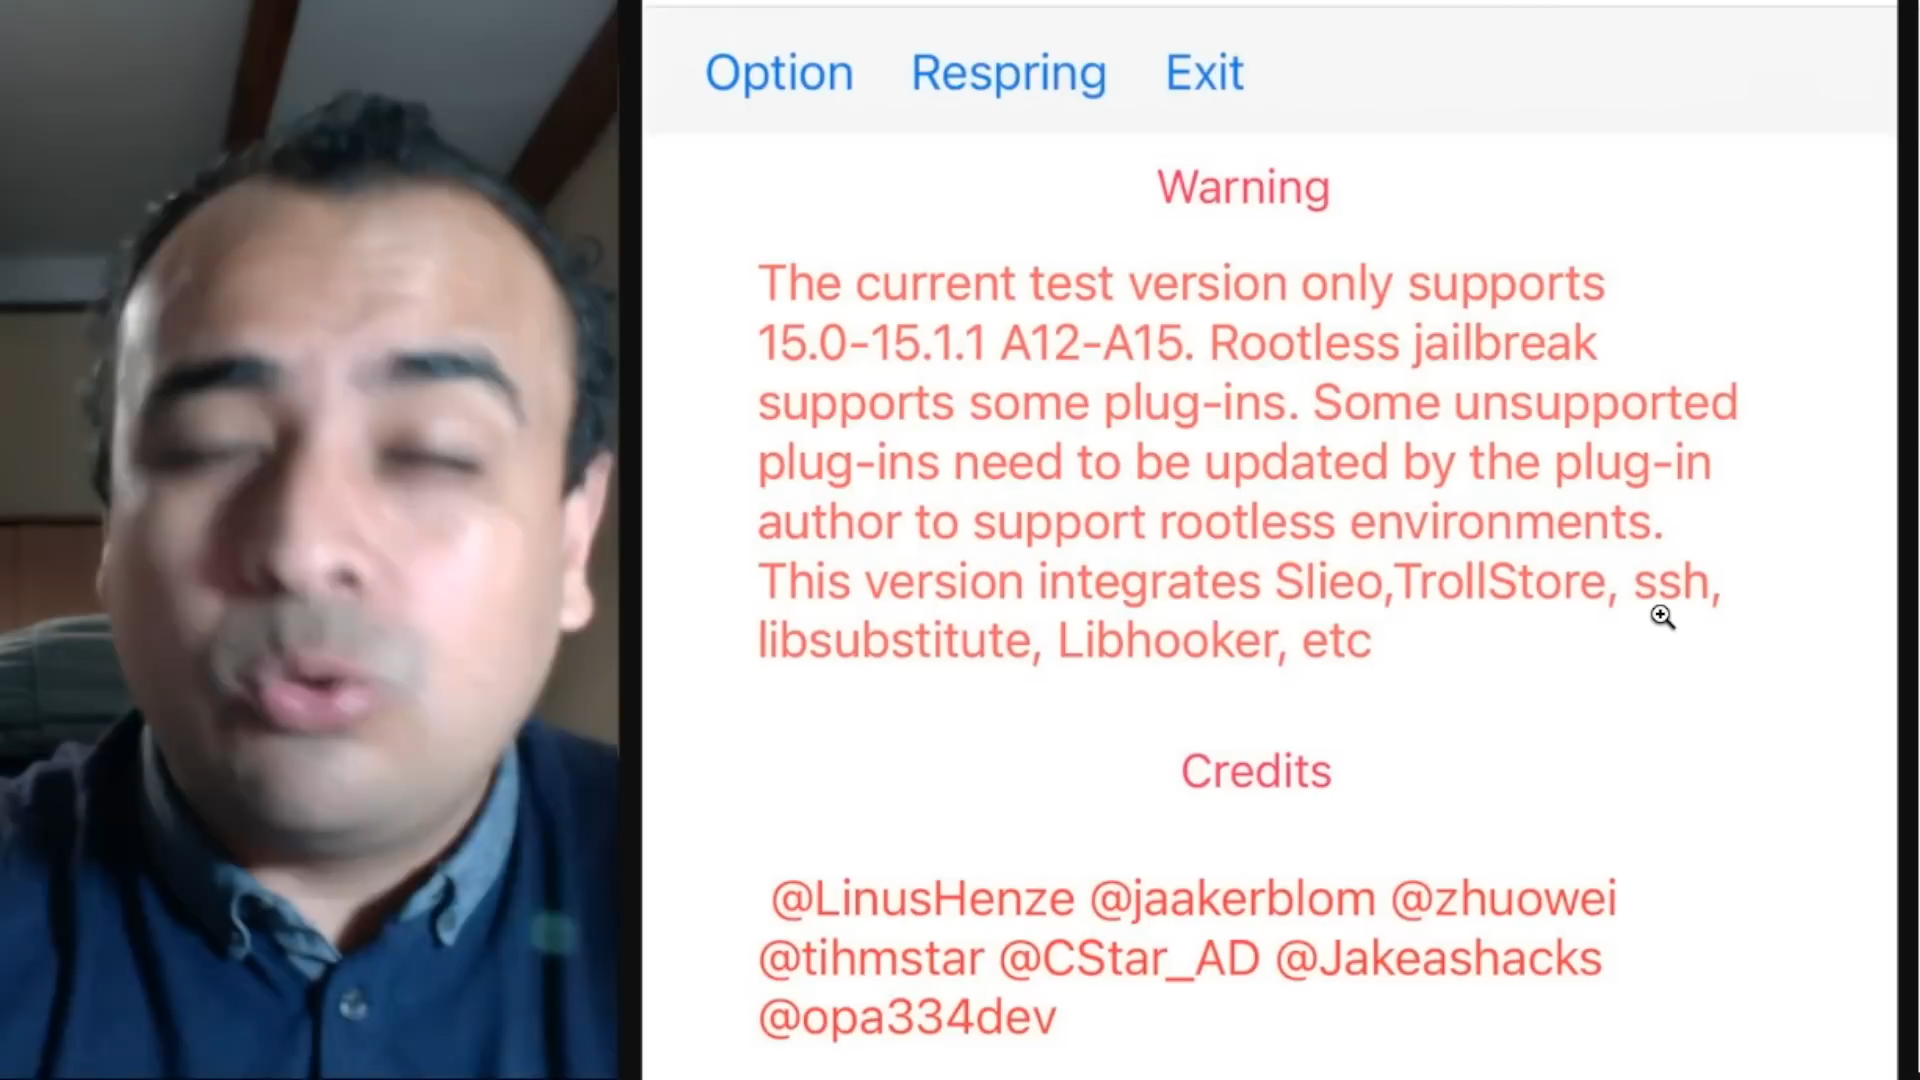 Option Respring Exit
Warning
The current test version only supports
15.0-15.1.1 A12-A15. Rootless jailbreak
supports some plug-ins. Some unsupported
plug-ins need to be updated by the plug-in
author to support rootless environments.
This version integrates Slieo,TrollStore, ssh,
libsubstitute, Libhooker, etc
Credits
@LinusHenze @jaakerblom @zhuowei
@tihmstar @CStar_AD @Jakeashacks
@opa334dev